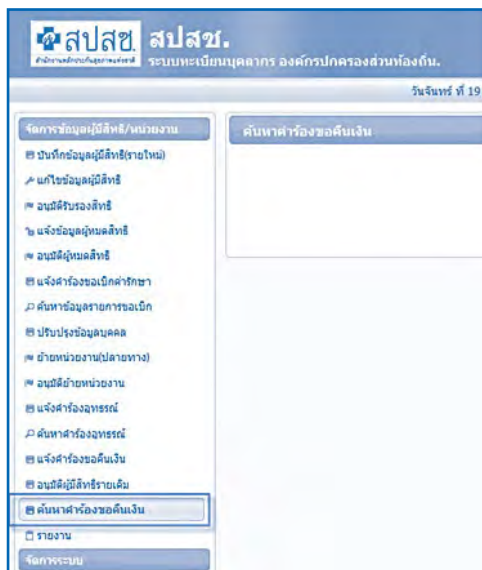 สปสช.
สำนักงานหลักประกันสุขภาพแห่งชาติ
สปสช.
ระบบทะเบียนบุคลากร องค์กรปกครองส่วนท้องถิ่น.
วันจันทร์ ที่ 19
จัดการข้อมูลผู้มีสิทธิ/หน่วยงาน
ค้นหาคำร้องขอคืนเงิน
บันทึกข้อมูลผู้มีสิทธิ(รายใหม่)
แก้ไขข้อมูลผู้มีสิทธิ
อนุมัติรับรองสิทธิ
แจ้งข้อมูลผู้หมดสิทธิ
อนุมัติผู้หมดสิทธิ
แจ้งคำร้องขอเบิกค่ารักษา
ค้นหาข้อมูลรายการขอเบิก
ปรับปรุงข้อมูลบุคคล
ย้ายหน่วยงาน(ปลายทาง)
อนุมัติย้ายหน่วยงาน
แจ้งคำร้องอุทธรณ์
ค้นหาคำร้องอุทธรณ์
แจ้งคำร้องขอคืนเงิน
อนุมัติผู้มีสิทธิรายเดิม
ค้นหาคำร้องขอคืนเงิน
รายงาน
จัดการระบบ